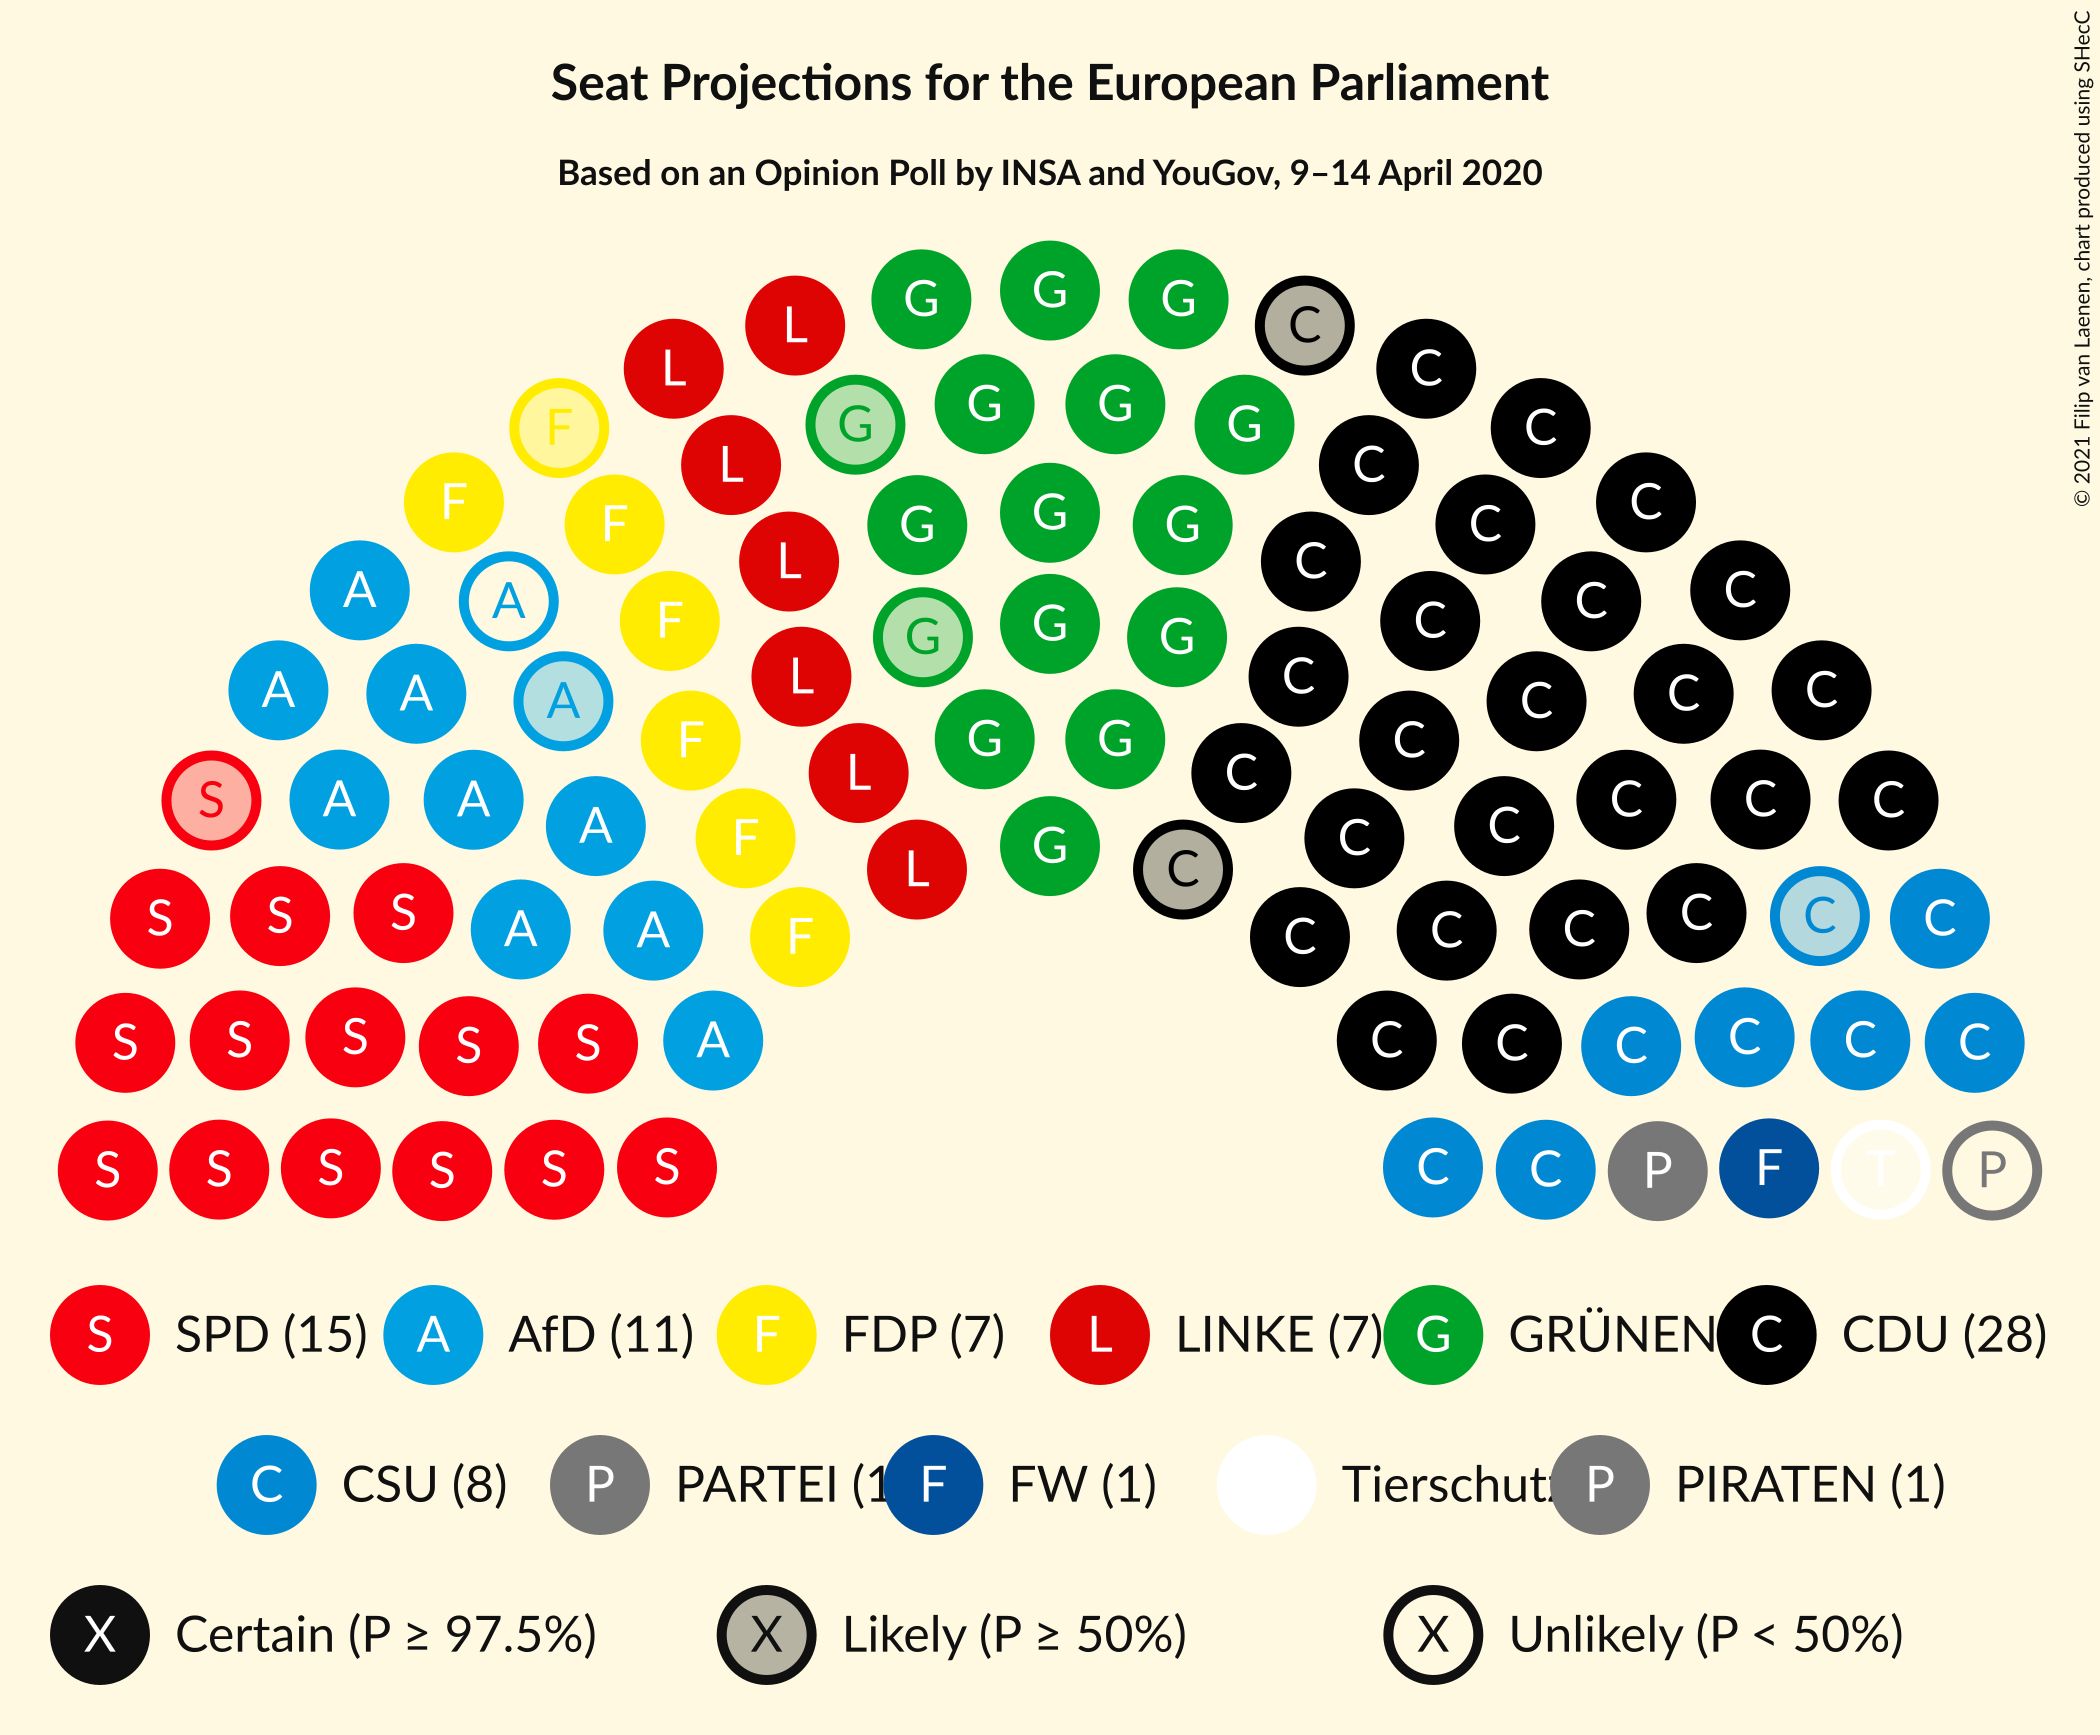 Seat Projections for the European Parliament
Based on an Opinion Poll by INSA and YouGov, 9–14 April 2020
© 2021 Filip van Laenen, chart produced using SHecC
G G G
L L C C
G G G G
F F L C C C
G G G
F A F L C C C C
A A F L G G G C C C C
A A A F L G G C C C C C
S A A A F L G C C C C C C
S S S A A F L C C C C C C C C
S S S S S A C C C C C C
S S S S S S C C P F T P
S SPD (15) A AfD (11) F FDP (7) L LINKE (7) G GRÜNEN C CDU (28)
C CSU (8) P PARTEI (1 F FW (1) Tierschutz P PIRATEN (1)
X Certain (P ≥ 97.5%) X Likely (P ≥ 50%) X Unlikely (P < 50%)